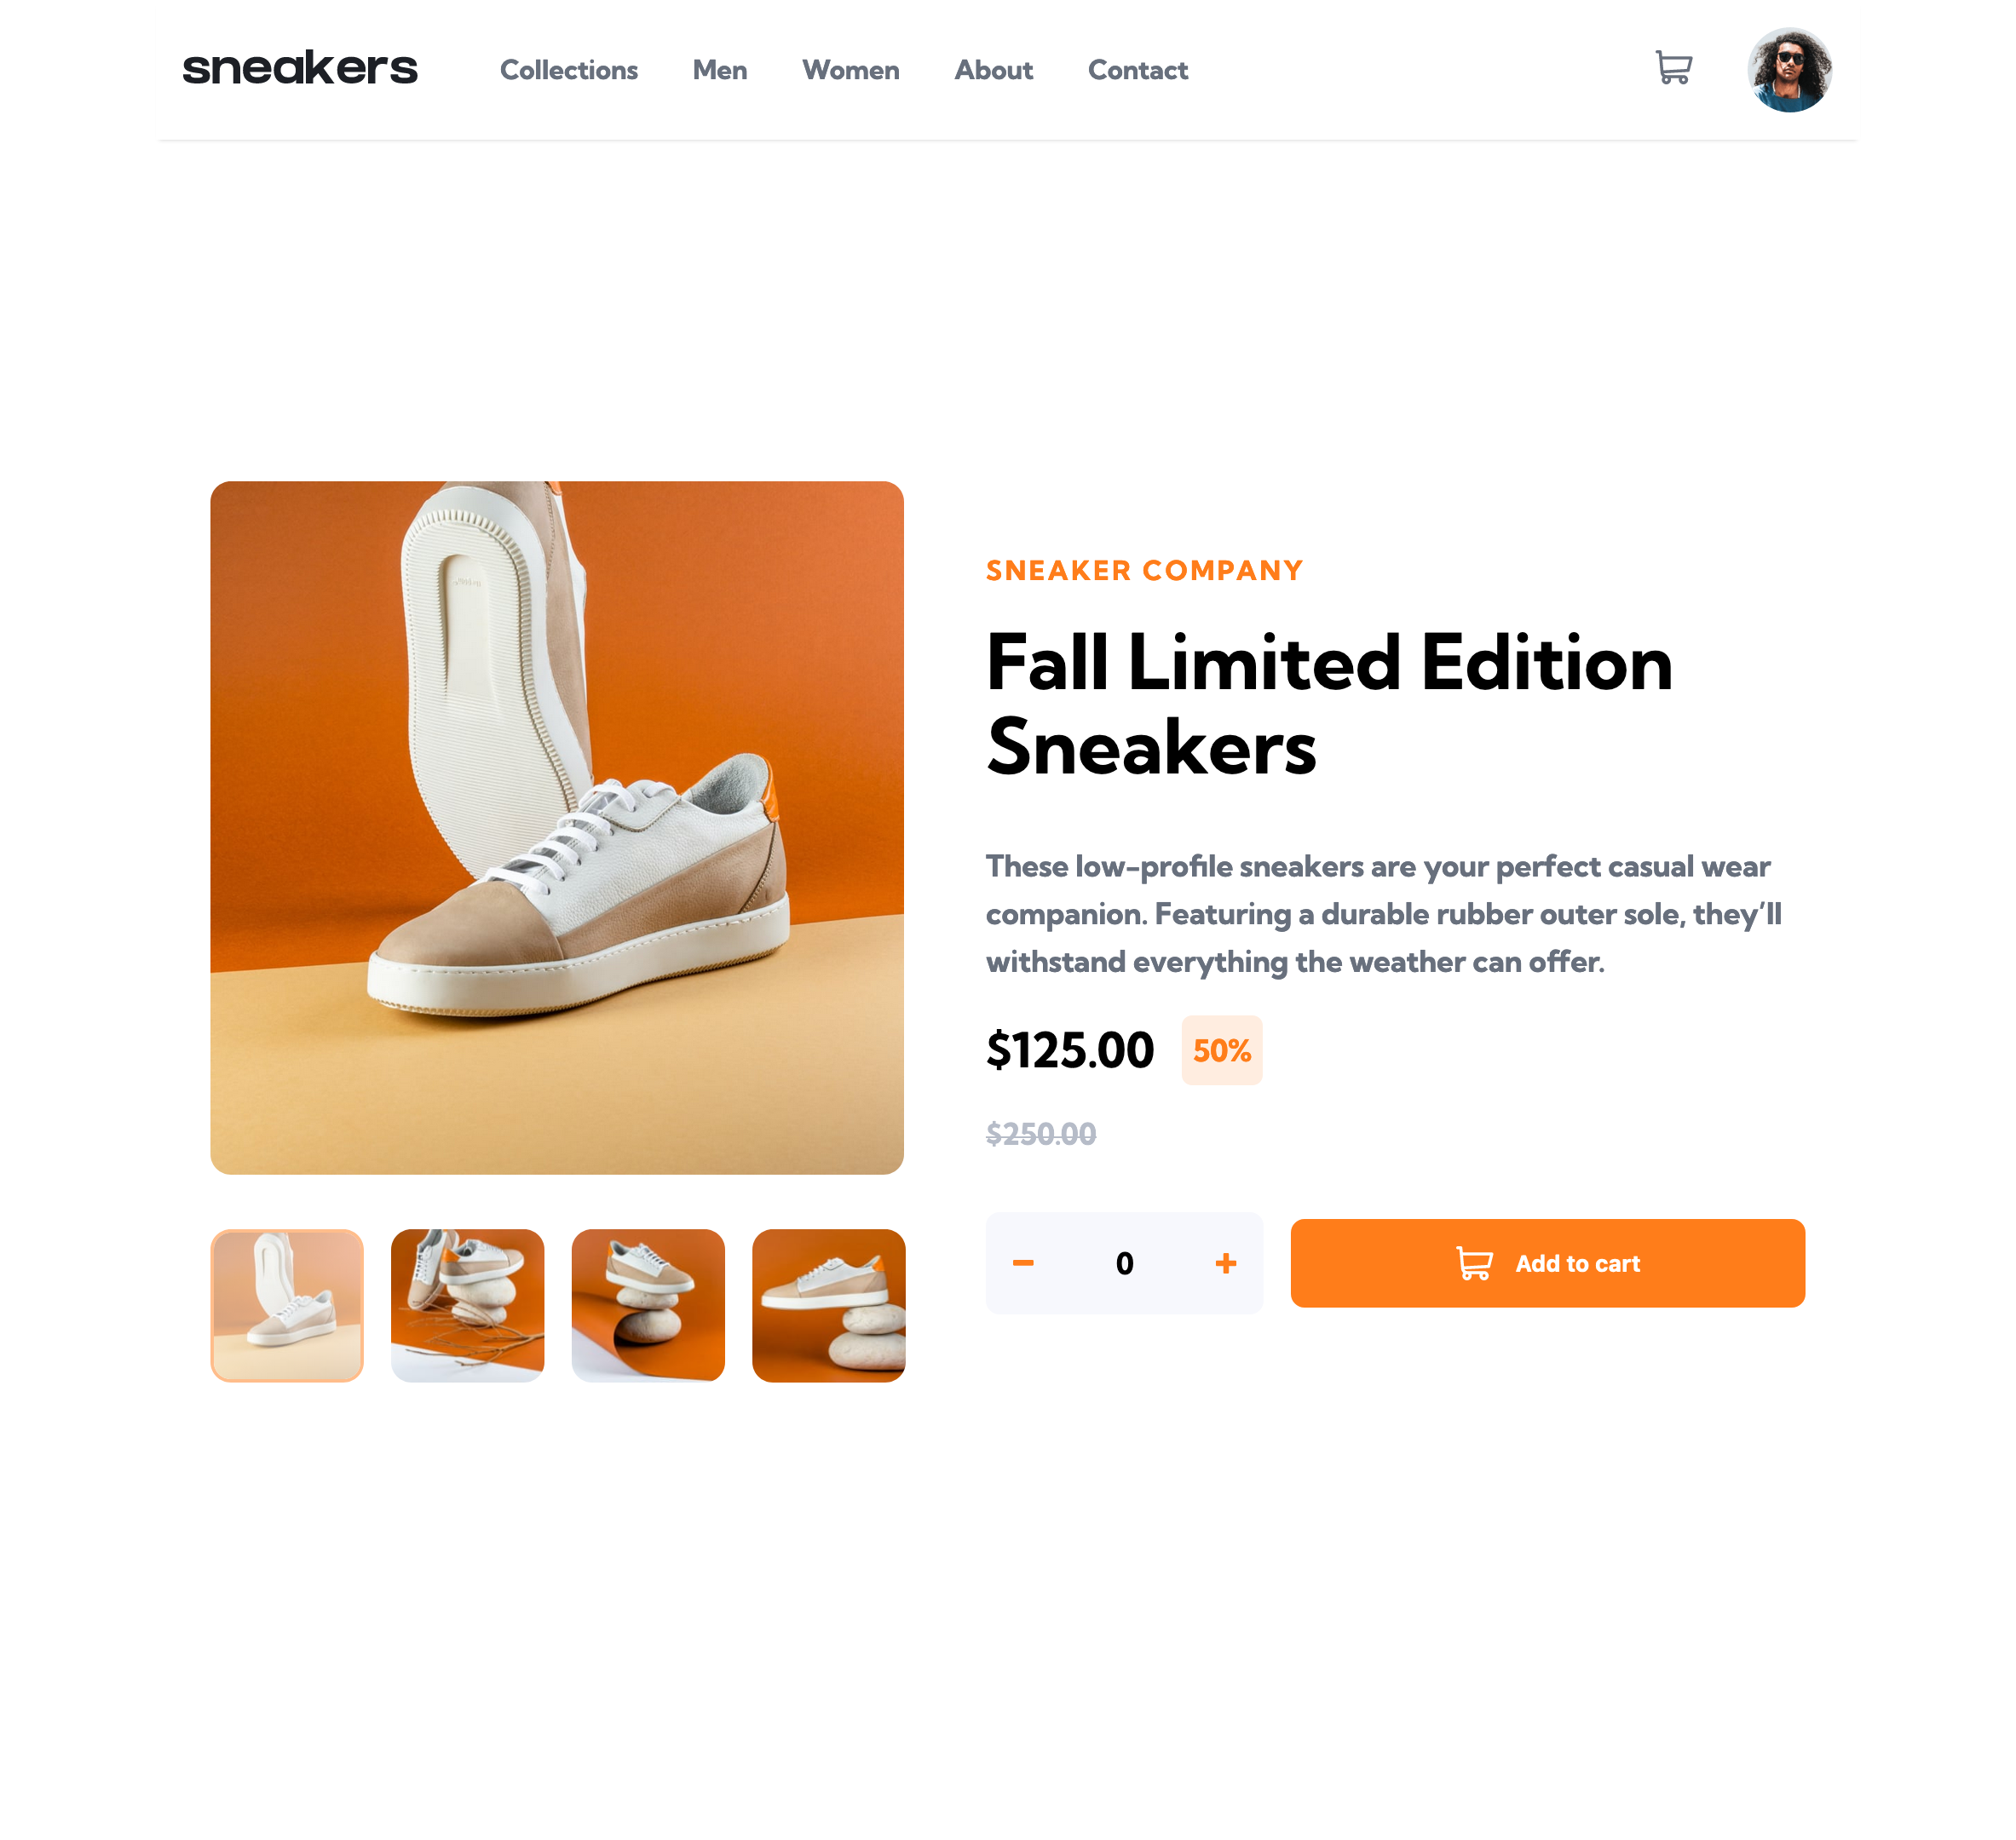 sneakers
Collections Men Women About Contact
SNEAKER COMPANY
Fall Limited Edition
Sneakers
These low-profile sneakers are your perfect casual wear
companion. Featuring a durable rubber outer sole, they’ll
withstand everything the weather can offer.
$125.00 50%
$250.00
0
Add to cart